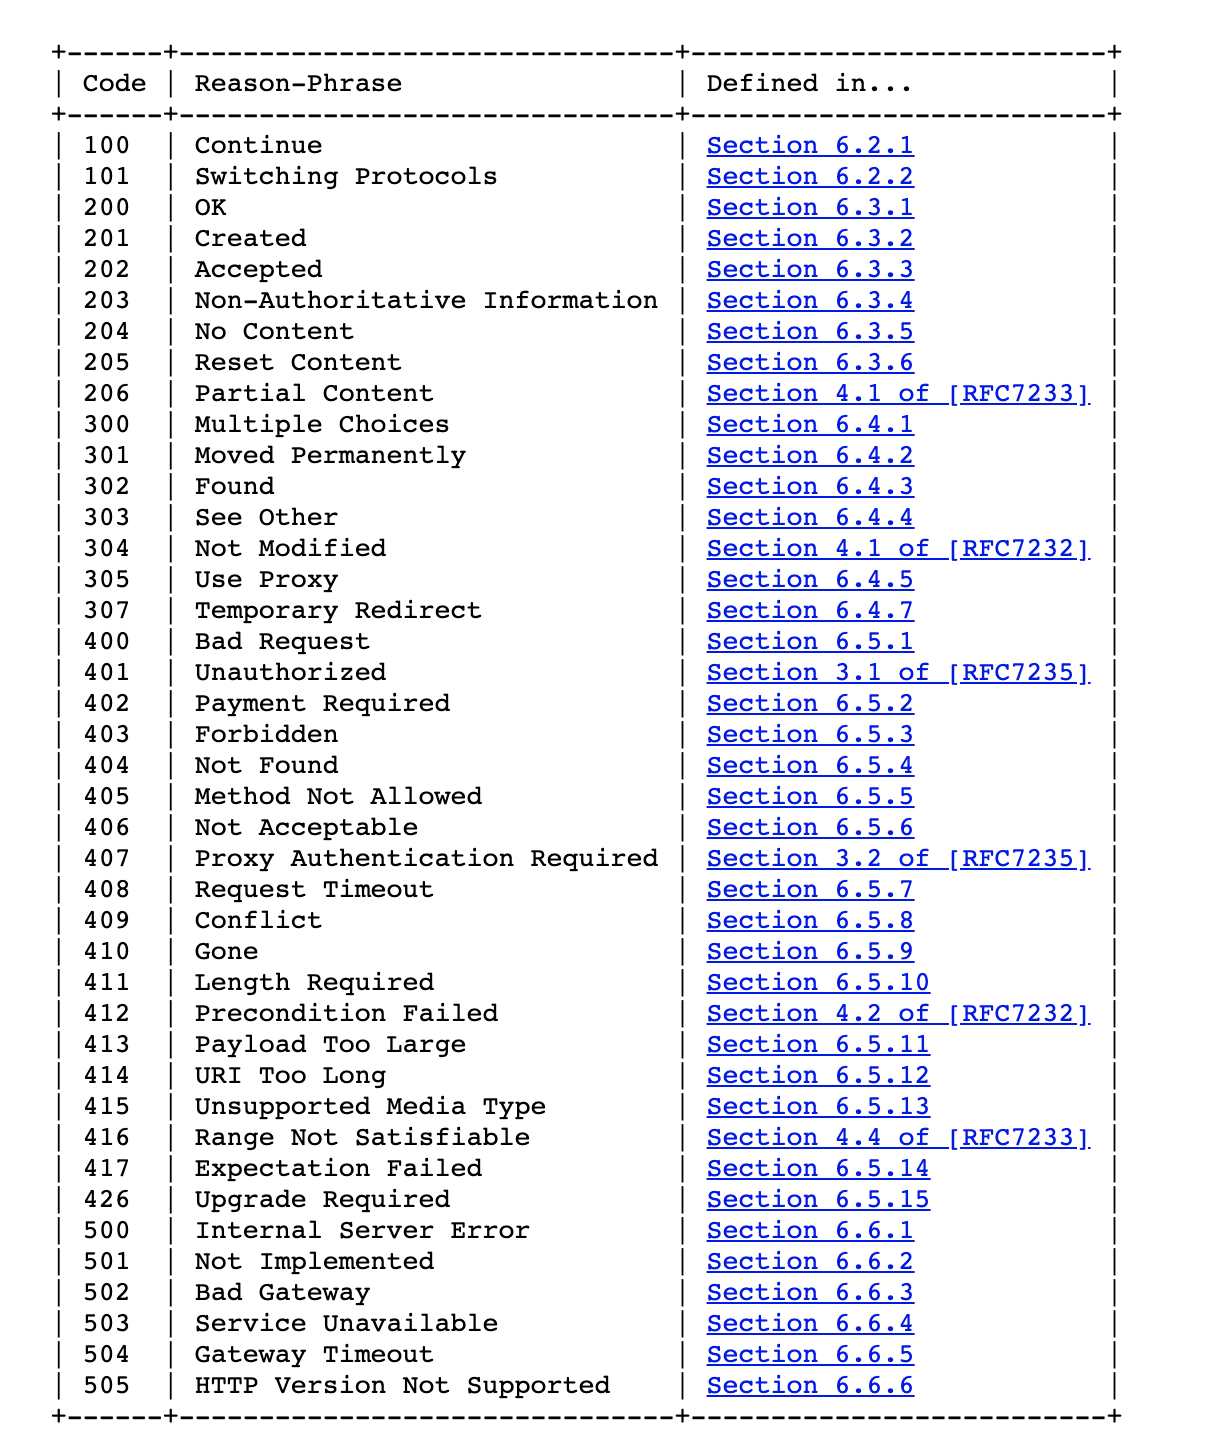 +------+-------------------------------+--------------------------+
| Code | Reason-Phrase                 | Defined in...            |
+------+-------------------------------+--------------------------+
| 100  | Continue                      | Section 6.2.1            |
| 101  | Switching Protocols           | Section 6.2.2            |
| 200  | OK                            | Section 6.3.1            |
| 201  | Created                       | Section 6.3.2            |
| 202  | Accepted                      | Section 6.3.3            |
| 203  | Non-Authoritative Information | Section 6.3.4            |
| 204  | No Content                    | Section 6.3.5            |
| 205  | Reset Content                 | Section 6.3.6            |
| 206  | Partial Content               | Section 4.1 of [RFC7233] |
| 300  | Multiple Choices              | Section 6.4.1            |
| 301  | Moved Permanently             | Section 6.4.2            |
| 302  | Found                         | Section 6.4.3            |
| 303  | See Other                     | Section 6.4.4            |
| 304  | Not Modified                  | Section 4.1 of [RFC7232] |
| 305  | Use Proxy                     | Section 6.4.5            |
| 307  | Temporary Redirect            | Section 6.4.7            |
| 400  | Bad Request                   | Section 6.5.1            |
| 401  | Unauthorized                  | Section 3.1 of [RFC7235] |
| 402  | Payment Required              | Section 6.5.2            |
| 403  | Forbidden                     | Section 6.5.3            |
| 404  | Not Found                     | Section 6.5.4            |
| 405  | Method Not Allowed            | Section 6.5.5            |
| 406  | Not Acceptable                | Section 6.5.6            |
| 407  | Proxy Authentication Required | Section 3.2 of [RFC7235] |
| 408  | Request Timeout               | Section 6.5.7            |
| 409  | Conflict                      | Section 6.5.8            |
| 410  | Gone                          | Section 6.5.9            |
| 411  | Length Required               | Section 6.5.10           |
| 412  | Precondition Failed           | Section 4.2 of [RFC7232] |
| 413  | Payload Too Large             | Section 6.5.11           |
| 414  | URI Too Long                  | Section 6.5.12           |
| 415  | Unsupported Media Type        | Section 6.5.13           |
| 416  | Range Not Satisfiable         | Section 4.4 of [RFC7233] |
| 417  | Expectation Failed            | Section 6.5.14           |
| 426  | Upgrade Required              | Section 6.5.15           |
| 500  | Internal Server Error         | Section 6.6.1            |
| 501  | Not Implemented               | Section 6.6.2            |
| 502  | Bad Gateway                   | Section 6.6.3            |
| 503  | Service Unavailable           | Section 6.6.4            |
| 504  | Gateway Timeout               | Section 6.6.5            |
| 505  | HTTP Version Not Supported    | Section 6.6.6            |
+------+-------------------------------+--------------------------+